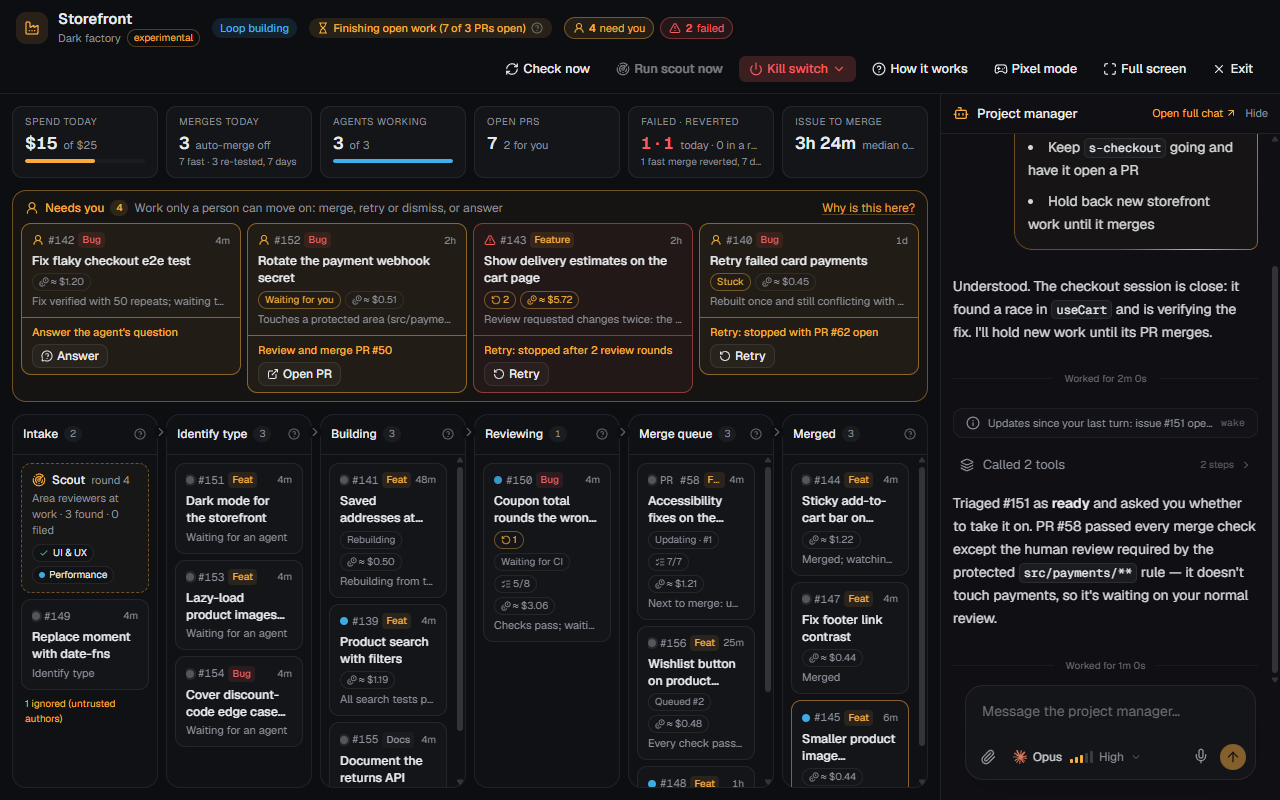 Storefront
Dark factory experimental
Loop building
Finishing open work (7 of 3 PRs open)
4 need you
2 failed
Check now
Run scout now
Kill switch
How it works
Pixel mode
Full screen
Exit
SPEND TODAY
$15 of $25
MERGES TODAY
3 auto-merge off
7 fast · 3 re-tested, 7 days
AGENTS WORKING
3 of 3
OPEN PRS
7 2 for you
FAILED · REVERTED
1 · 1 today · 0 in a r…
1 fast merge reverted, 7 d…
ISSUE TO MERGE
3h 24m median o…
Needs you 4 Work only a person can move on: merge, retry or dismiss, or answer
Why is this here?
#142 Bug 4m
Fix flaky checkout e2e test
≈ $1.20
Fix verified with 50 repeats; waiting t…
Answer the agent's question
Answer
#152 Bug 2h
Rotate the payment webhook
secret
Waiting for you ≈ $0.51
Touches a protected area (src/payme…
Review and merge PR #50
Open PR
#143 Feature 2h
Show delivery estimates on the
cart page
2 ≈ $5.72
Review requested changes twice: the …
Retry: stopped after 2 review rounds
Retry
#140 Bug 1d
Retry failed card payments
Stuck ≈ $0.45
Rebuilt once and still conflicting with …
Retry: stopped with PR #62 open
Retry
Intake 2
Scout round 4
Area reviewers at
work · 3 found · 0
filed
UI & UX
Performance
#149 4m
Replace moment
with date-fns
Identify type
1 ignored (untrusted
authors)
Identify type 3
#151 Feat 4m
Dark mode for
the storefront
Waiting for an agent
#153 Feat 4m
Lazy-load
product images…
Waiting for an agent
#154 Bug 4m
Cover discount-
code edge case…
Waiting for an agent
Building 3
#141 Feat 48m
Saved
addresses at…
Rebuilding
≈ $0.50
Rebuilding from t…
#139 Feat 4m
Product search
with filters
≈ $1.19
All search tests p…
#155 Docs 4m
Document the
returns API
Reviewing 1
#150 Bug 4m
Coupon total
rounds the wron…
1
Waiting for CI
5/8
≈ $3.06
Checks pass; waiti…
Merge queue 3
PR #58 F… 4m
Accessibility
fixes on the…
Updating · #1
7/7
≈ $1.21
Next to merge: u…
#156 Feat 25m
Wishlist button
on product…
Queued #2
≈ $0.48
Every check pass…
#148 Feat 1h
Merged 3
#144 Feat 4m
Sticky add-to-
cart bar on…
≈ $1.22
Merged; watchin…
#147 Feat 4m
Fix footer link
contrast
≈ $0.44
Merged
#145 Feat 6m
Smaller product
image…
≈ $0.44
Project manager
Open full chat
Hide
• Keep s-checkout going and
have it open a PR
• Hold back new storefront
work until it merges
Understood. The checkout session is close: it
found a race in useCart and is verifying the
fix. I'll hold new work until its PR merges.
Worked for 2m 0s
Updates since your last turn: issue #151 ope… wake
Called 2 tools 2 steps
Triaged #151 as ready and asked you whether
to take it on. PR #58 passed every merge check
except the human review required by the
protected src/payments/** rule — it doesn't
touch payments, so it's waiting on your normal
review.
Worked for 1m 0s
Message the project manager…
Opus High